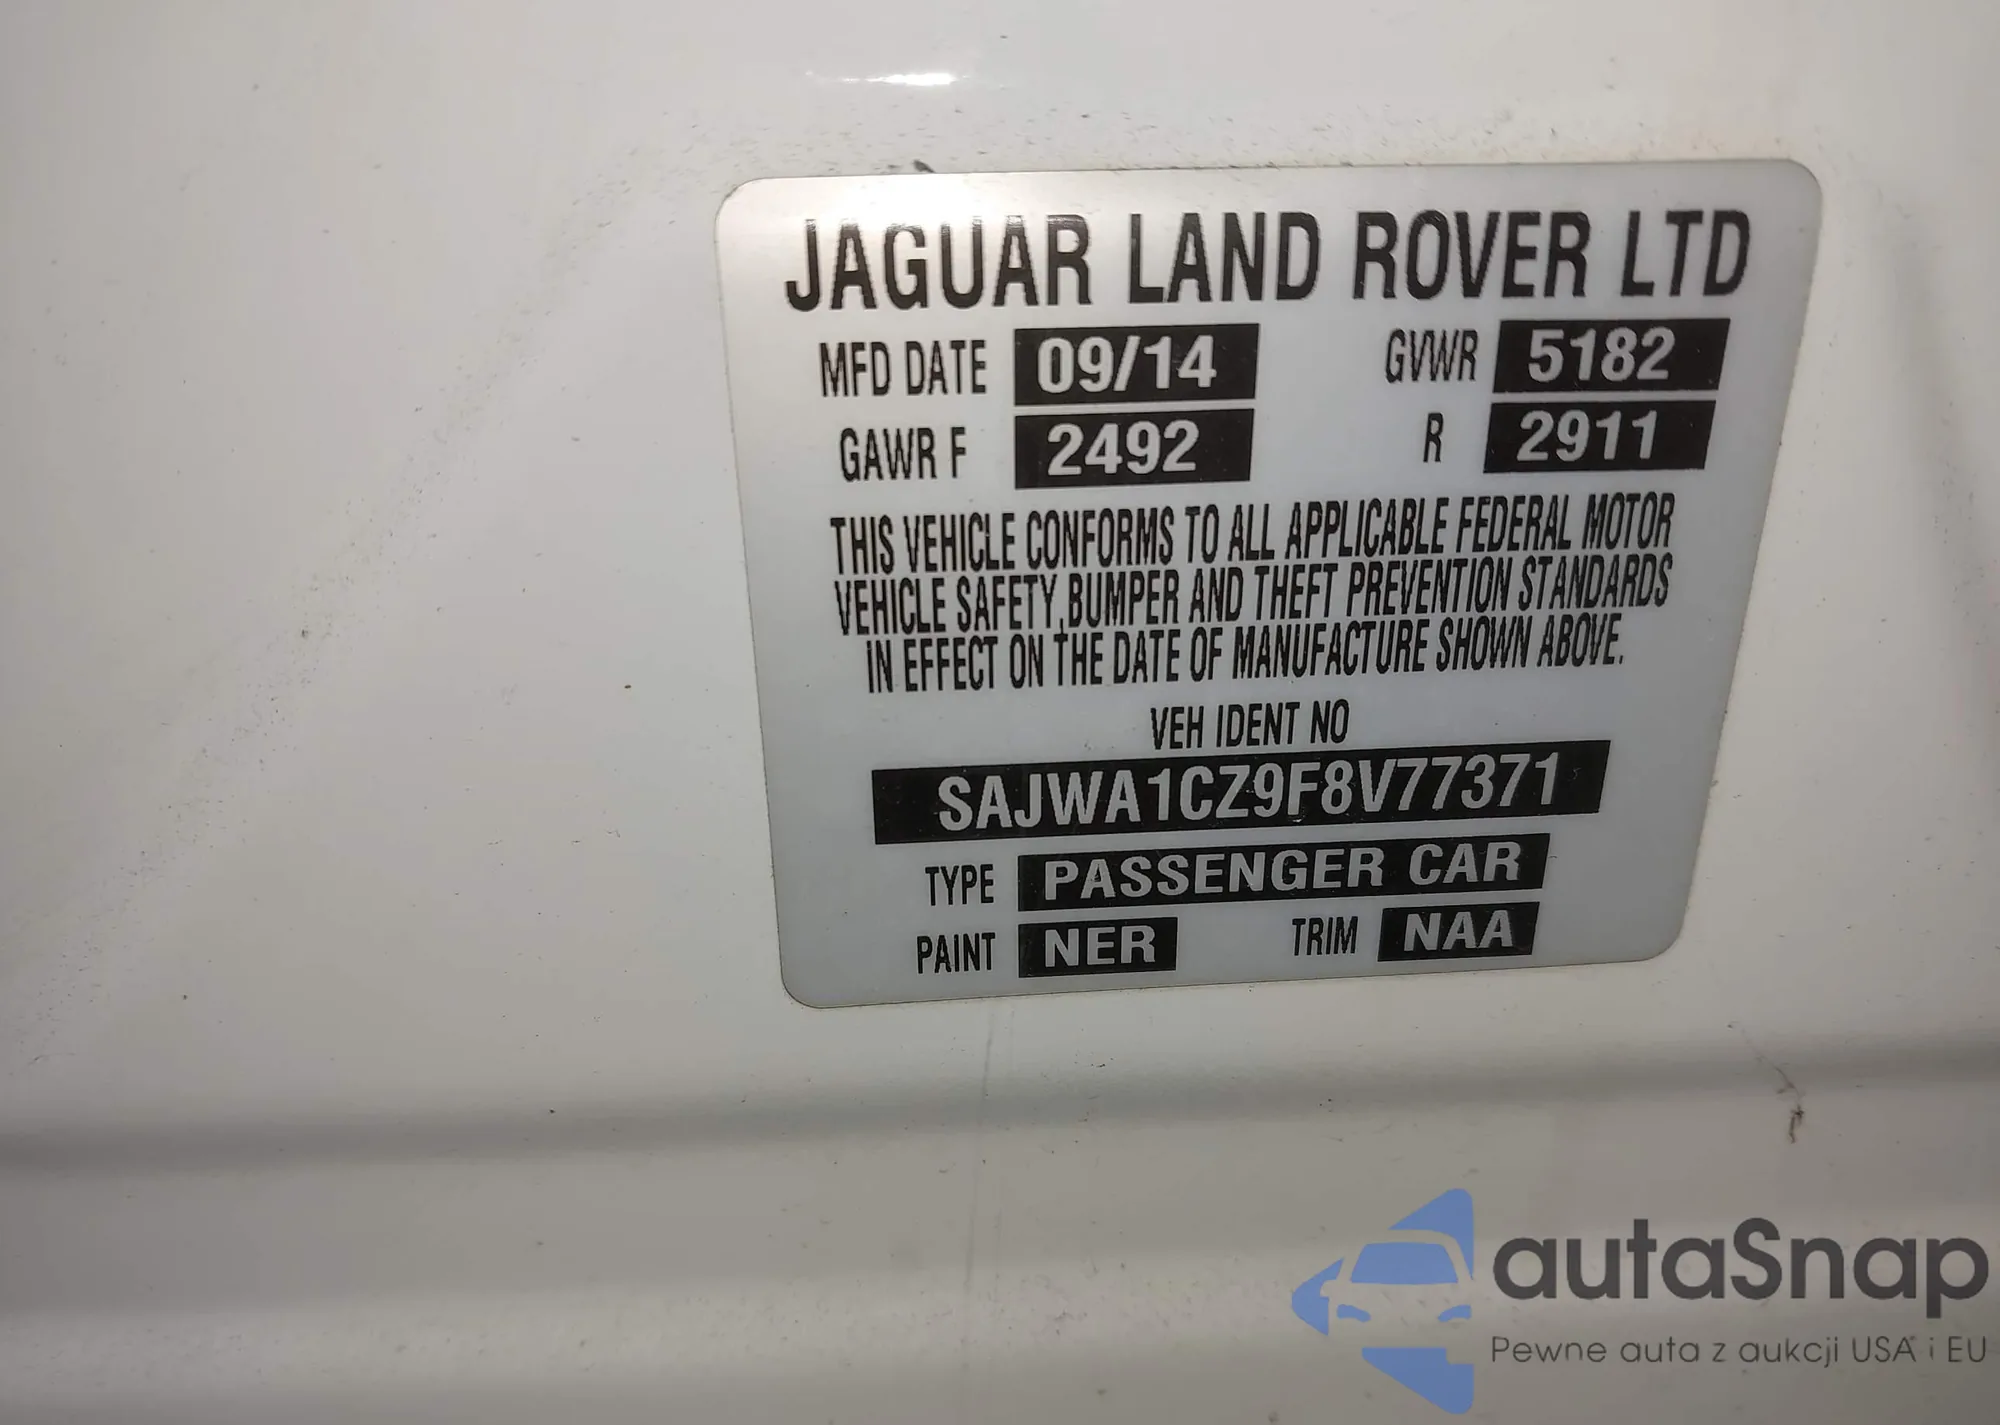 JAGUAR LAND ROVER LTD
MFD DATE 09/14 GVWR 5182
GAWR F 2492 R 2911
THIS VEHICLE CONFORMS TO ALL APPLICABLE FEDERAL MOTOR
VEHICLE SAFETY,BUMPER AND THEFT PREVENTION STANDARDS
IN EFFECT ON THE DATE OF MANUFACTURE SHOWN ABOVE.
VEH IDENT NO
SAJWA1CZ9F8V77371
TYPE PASSENGER CAR
PAINT NER TRIM NAA
autaSnap
Pewne auta z aukcji USA i EU